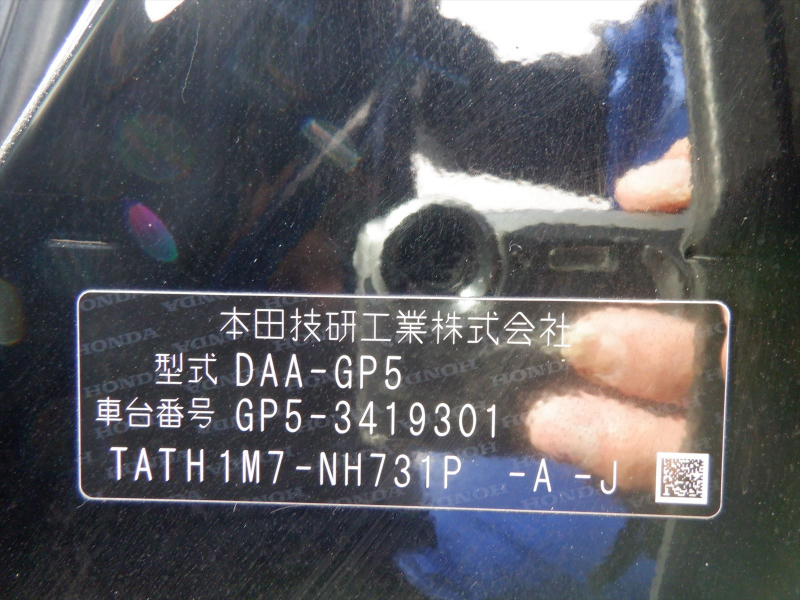 本田技研工業株式会社
型式 DAA-GP5
車台番号 GP5-3419301
TATH1M7-NH731P -A -J